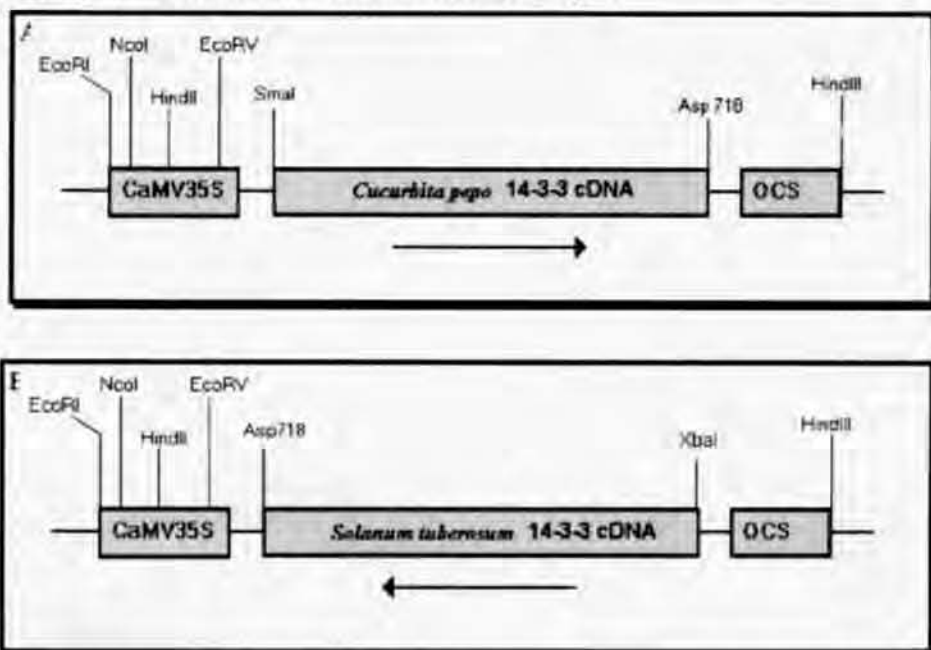 A
NcoI EcoRV
EcoRI
HindII SmaI Asp 718 HindIII
CaMV35S Cucurbita pepo 14-3-3 cDNA OCS
NcoI EcoRV
EcoRI
HindII Asp718 XbaI HindIII
CaMV35S Solanum tuberosum 14-3-3 cDNA OCS